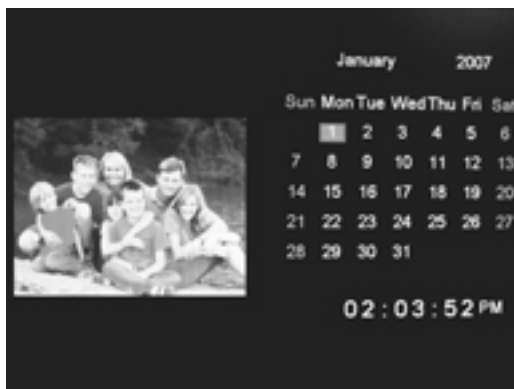 January 2007
Sun Mon Tue Wed Thu Fri Sat
1 2 3 4 5 6
7 8 9 10 11 12 13
14 15 16 17 18 19 20
21 22 23 24 25 26 27
28 29 30 31
02:03:52 PM